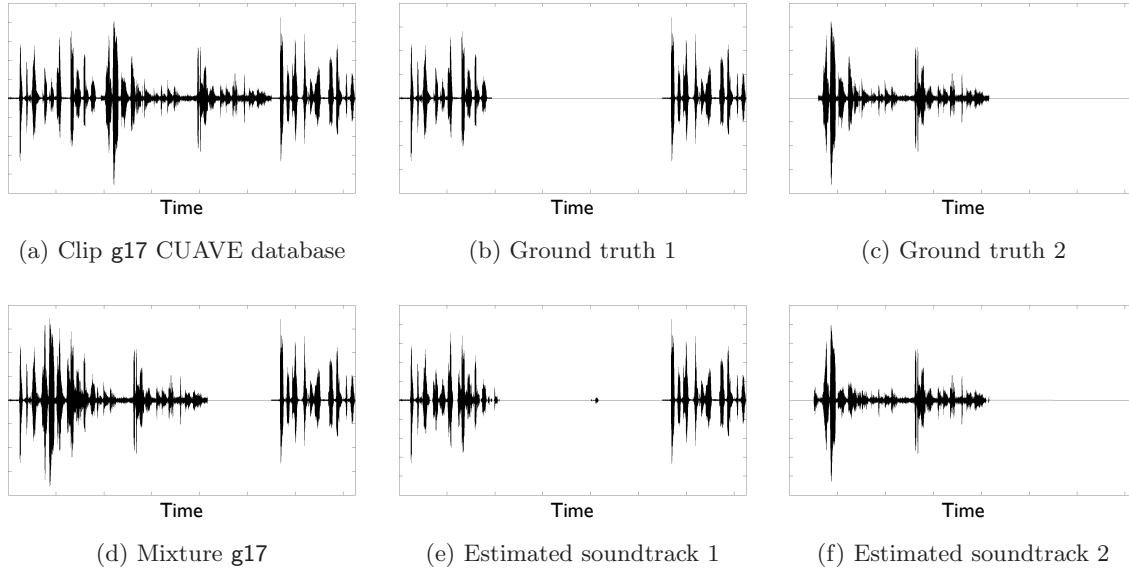 Time Time Time
(a) Clip g17 CUAVE database (b) Ground truth 1 (c) Ground truth 2
Time Time Time
(d) Mixture g17 (e) Estimated soundtrack 1 (f) Estimated soundtrack 2